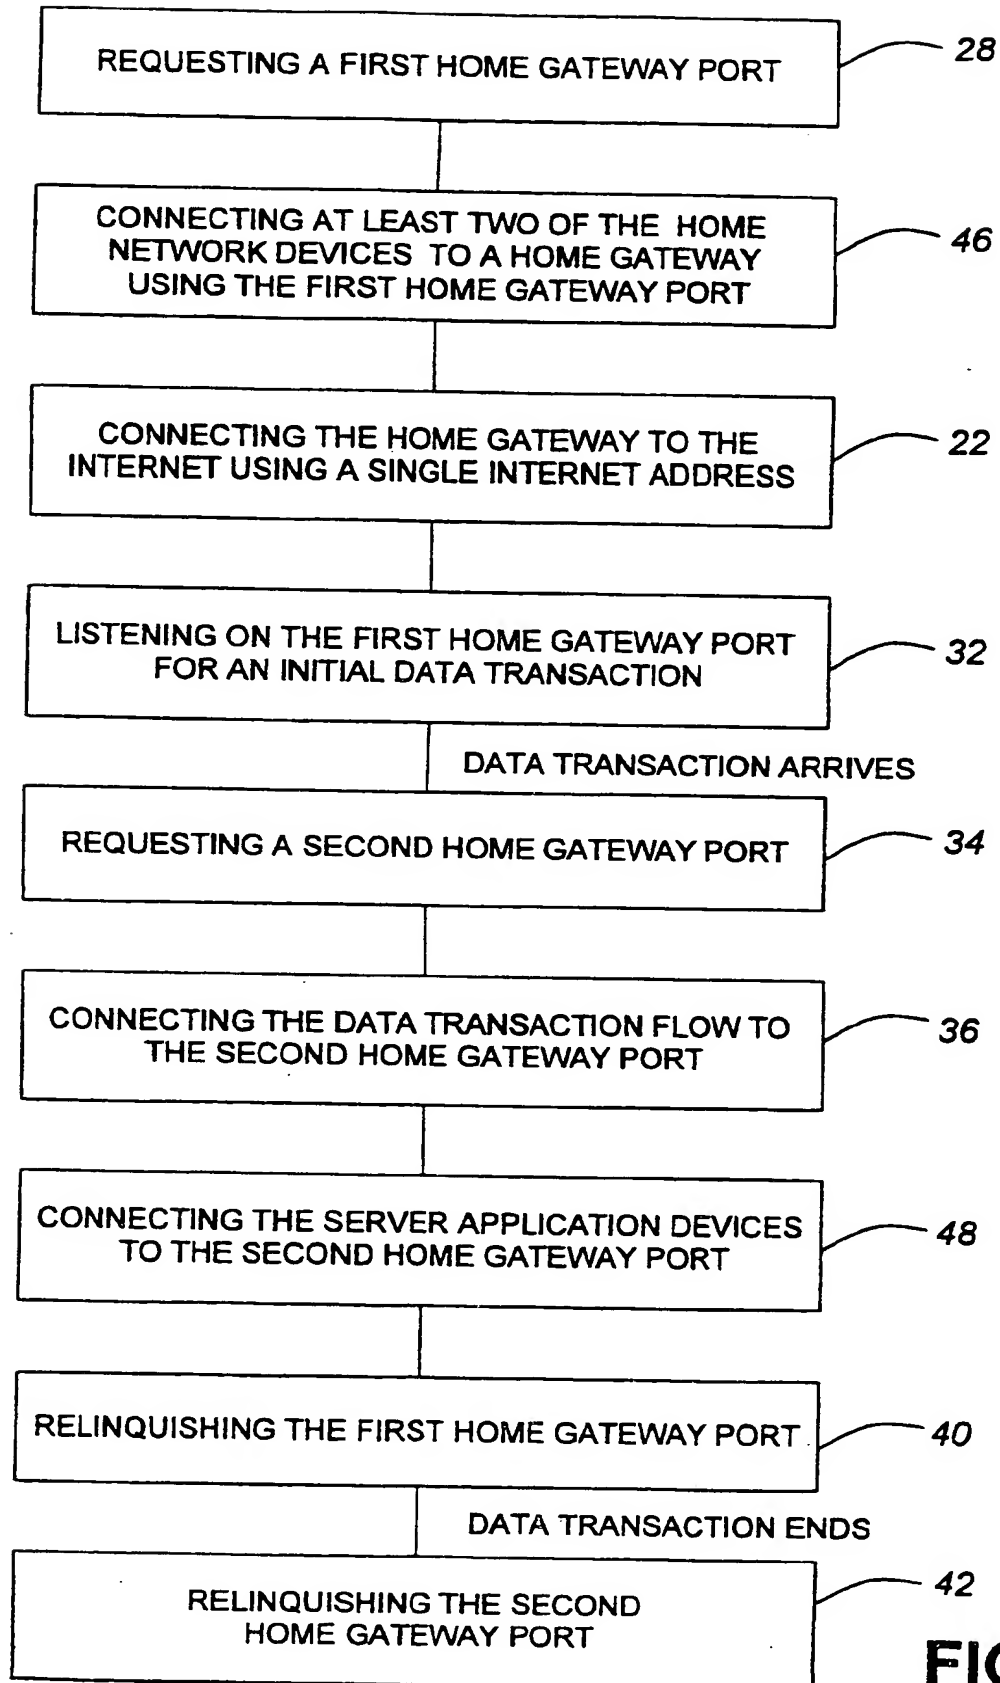 REQUESTING A FIRST HOME GATEWAY PORT
28
CONNECTING AT LEAST TWO OF THE HOME
NETWORK DEVICES TO A HOME GATEWAY
USING THE FIRST HOME GATEWAY PORT
46
CONNECTING THE HOME GATEWAY TO THE
INTERNET USING A SINGLE INTERNET ADDRESS
22
LISTENING ON THE FIRST HOME GATEWAY PORT
FOR AN INITIAL DATA TRANSACTION
32
DATA TRANSACTION ARRIVES
REQUESTING A SECOND HOME GATEWAY PORT
34
CONNECTING THE DATA TRANSACTION FLOW TO
THE SECOND HOME GATEWAY PORT
36
CONNECTING THE SERVER APPLICATION DEVICES
TO THE SECOND HOME GATEWAY PORT
48
RELINQUISHING THE FIRST HOME GATEWAY PORT
40
DATA TRANSACTION ENDS
RELINQUISHING THE SECOND
HOME GATEWAY PORT
42